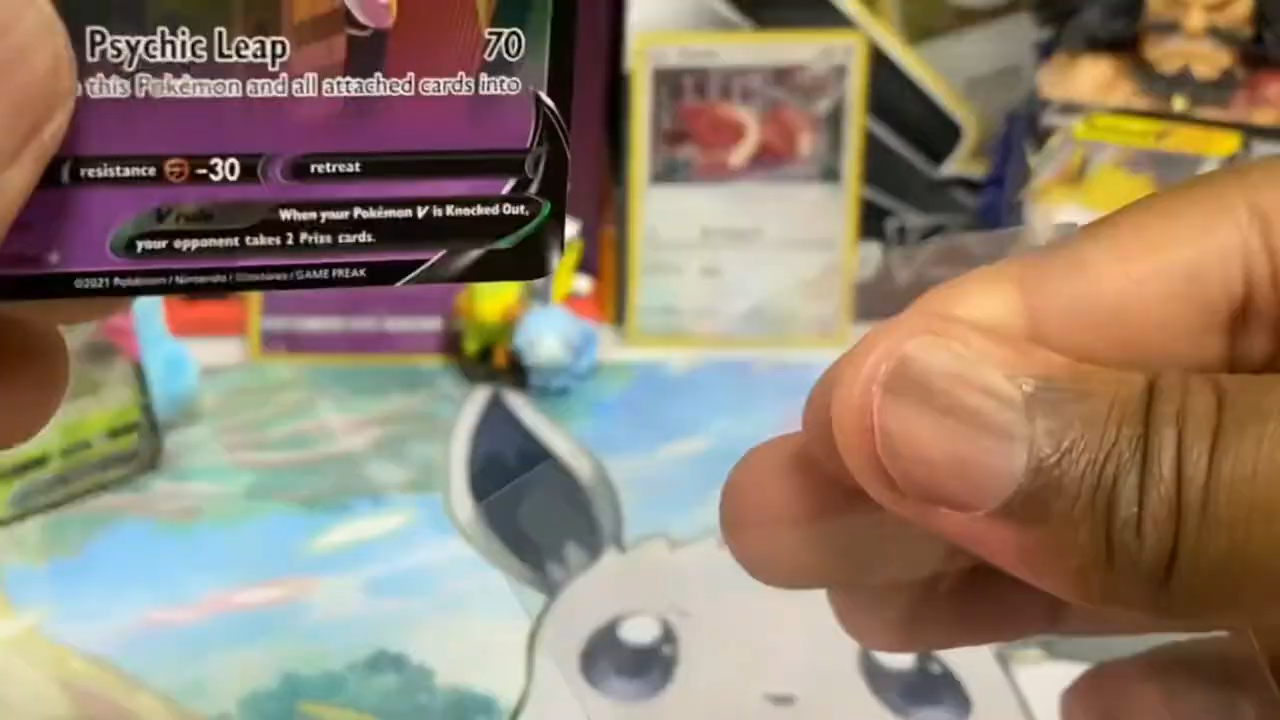 Psychic Leap 70
this Pokémon and all attached cards into
resistance -30 retreat
V rule When your Pokémon V is Knocked Out,
your opponent takes 2 Prize cards.
©2021 Pokémon / Nintendo / Creatures / GAME FREAK